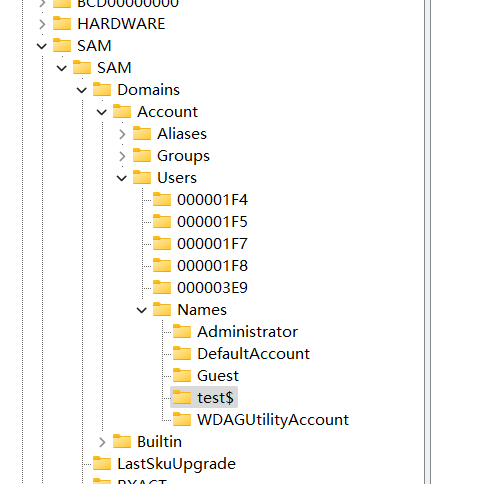 BCD00000000
HARDWARE
SAM
SAM
Domains
Account
Aliases
Groups
Users
000001F4
000001F5
000001F7
000001F8
000003E9
Names
Administrator
DefaultAccount
Guest
test$
WDAGUtilityAccount
Builtin
LastSkuUpgrade
RXACT